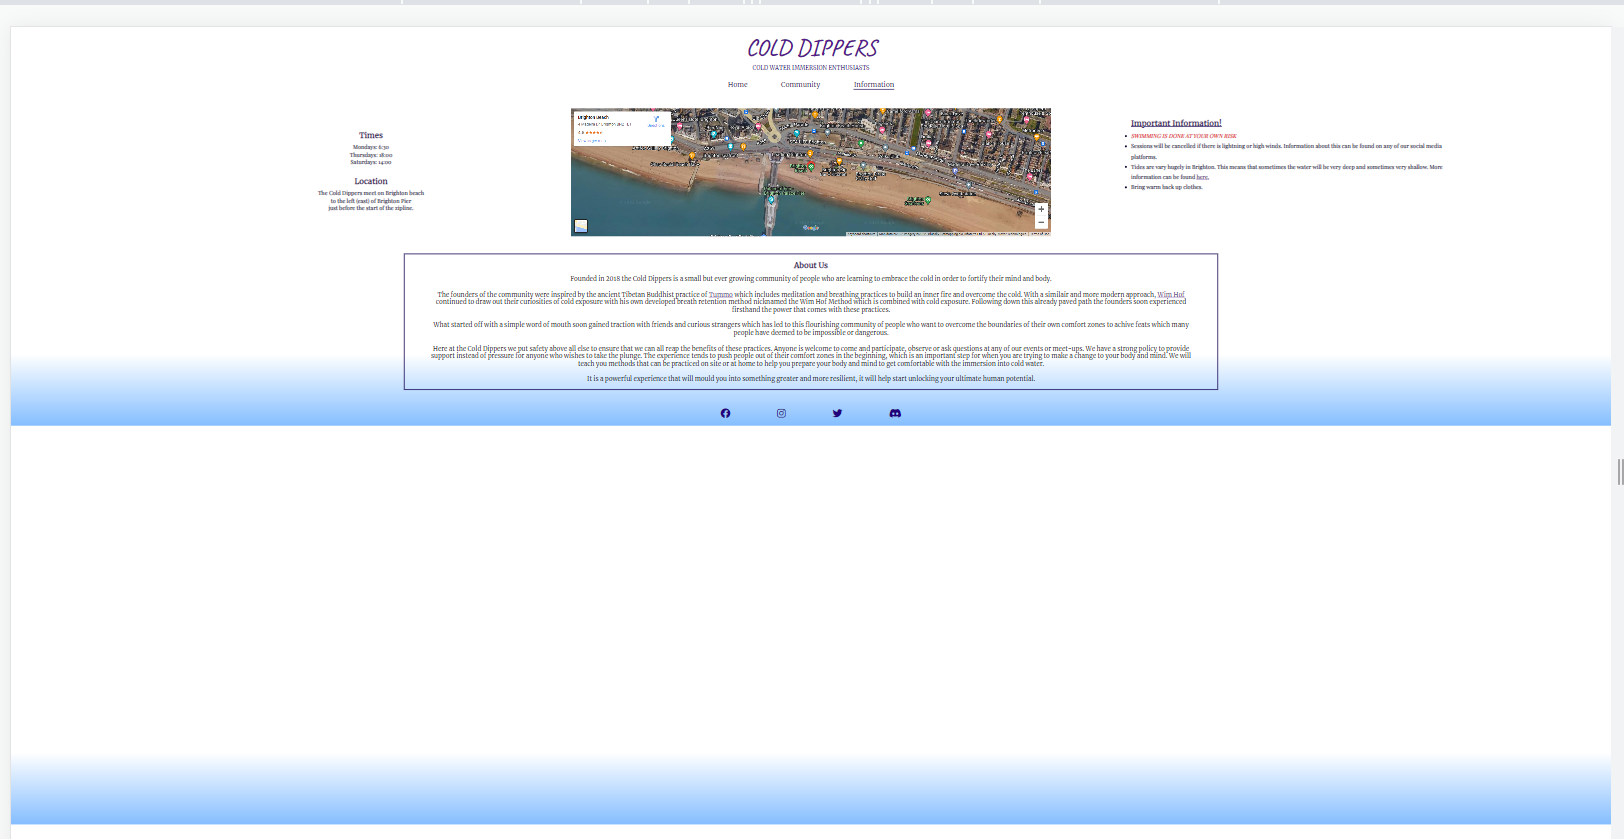 COLD DIPPERS
COLD WATER IMMERSION ENTHUSIASTS
Home
Community
Information
Times
Mondays: 6:30
Thursdays: 18:00
Saturdays: 14:00
Location
The Cold Dippers meet on Brighton beach
to the left (east) of Brighton Pier
just before the start of the zipline.
Brighton Beach
Google
Important Information!
SWIMMING IS DONE AT YOUR OWN RISK
Sessions will be cancelled if there is lightning or high winds. Information about this can be found on any of our social media
platforms.
Tides are vary hugely in Brighton. This means that sometimes the water will be very deep and sometimes very shallow. More
information can be found here.
Bring warm back up clothes.
About Us
Founded in 2018 the Cold Dippers is a small but ever growing community of people who are learning to embrace the cold in order to fortify their mind and body.
The founders of the community were inspired by the ancient Tibetan Buddhist practice of Tummo which includes meditation and breathing practices to build an inner fire and overcome the cold. With a similair and more modern approach, Wim Hof
continued to draw out their curiosities of cold exposure with his own developed breath retention method nicknamed the Wim Hof Method which is combined with cold exposure. Following down this already paved path the founders soon experienced
firsthand the power that comes with these practices.
What started off with a simple word of mouth soon gained traction with friends and curious strangers which has led to this flourishing community of people who want to overcome the boundaries of their own comfort zones to achive feats which many
people have deemed to be impossible or dangerous.
Here at the Cold Dippers we put safety above all else to ensure that we can all reap the benefits of these practices. Anyone is welcome to come and participate, observe or ask questions at any of our events or meet-ups. We have a strong policy to provide
support instead of pressure for anyone who wishes to take the plunge. The experience tends to push people out of their comfort zones in the beginning, which is an important step for when you are trying to make a change to your body and mind. We will
teach you methods that can be practiced on site or at home to help you prepare your body and mind to get comfortable with the immersion into cold water.
It is a powerful experience that will mould you into something greater and more resilient, it will help start unlocking your ultimate human potential.